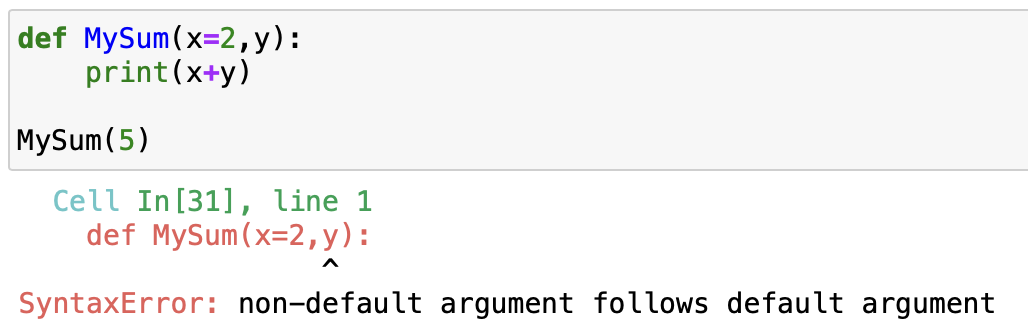 def MySum(x=2,y):
    print(x+y)

MySum(5)
  Cell In[31], line 1
    def MySum(x=2,y):
                  ^
SyntaxError: non-default argument follows default argument